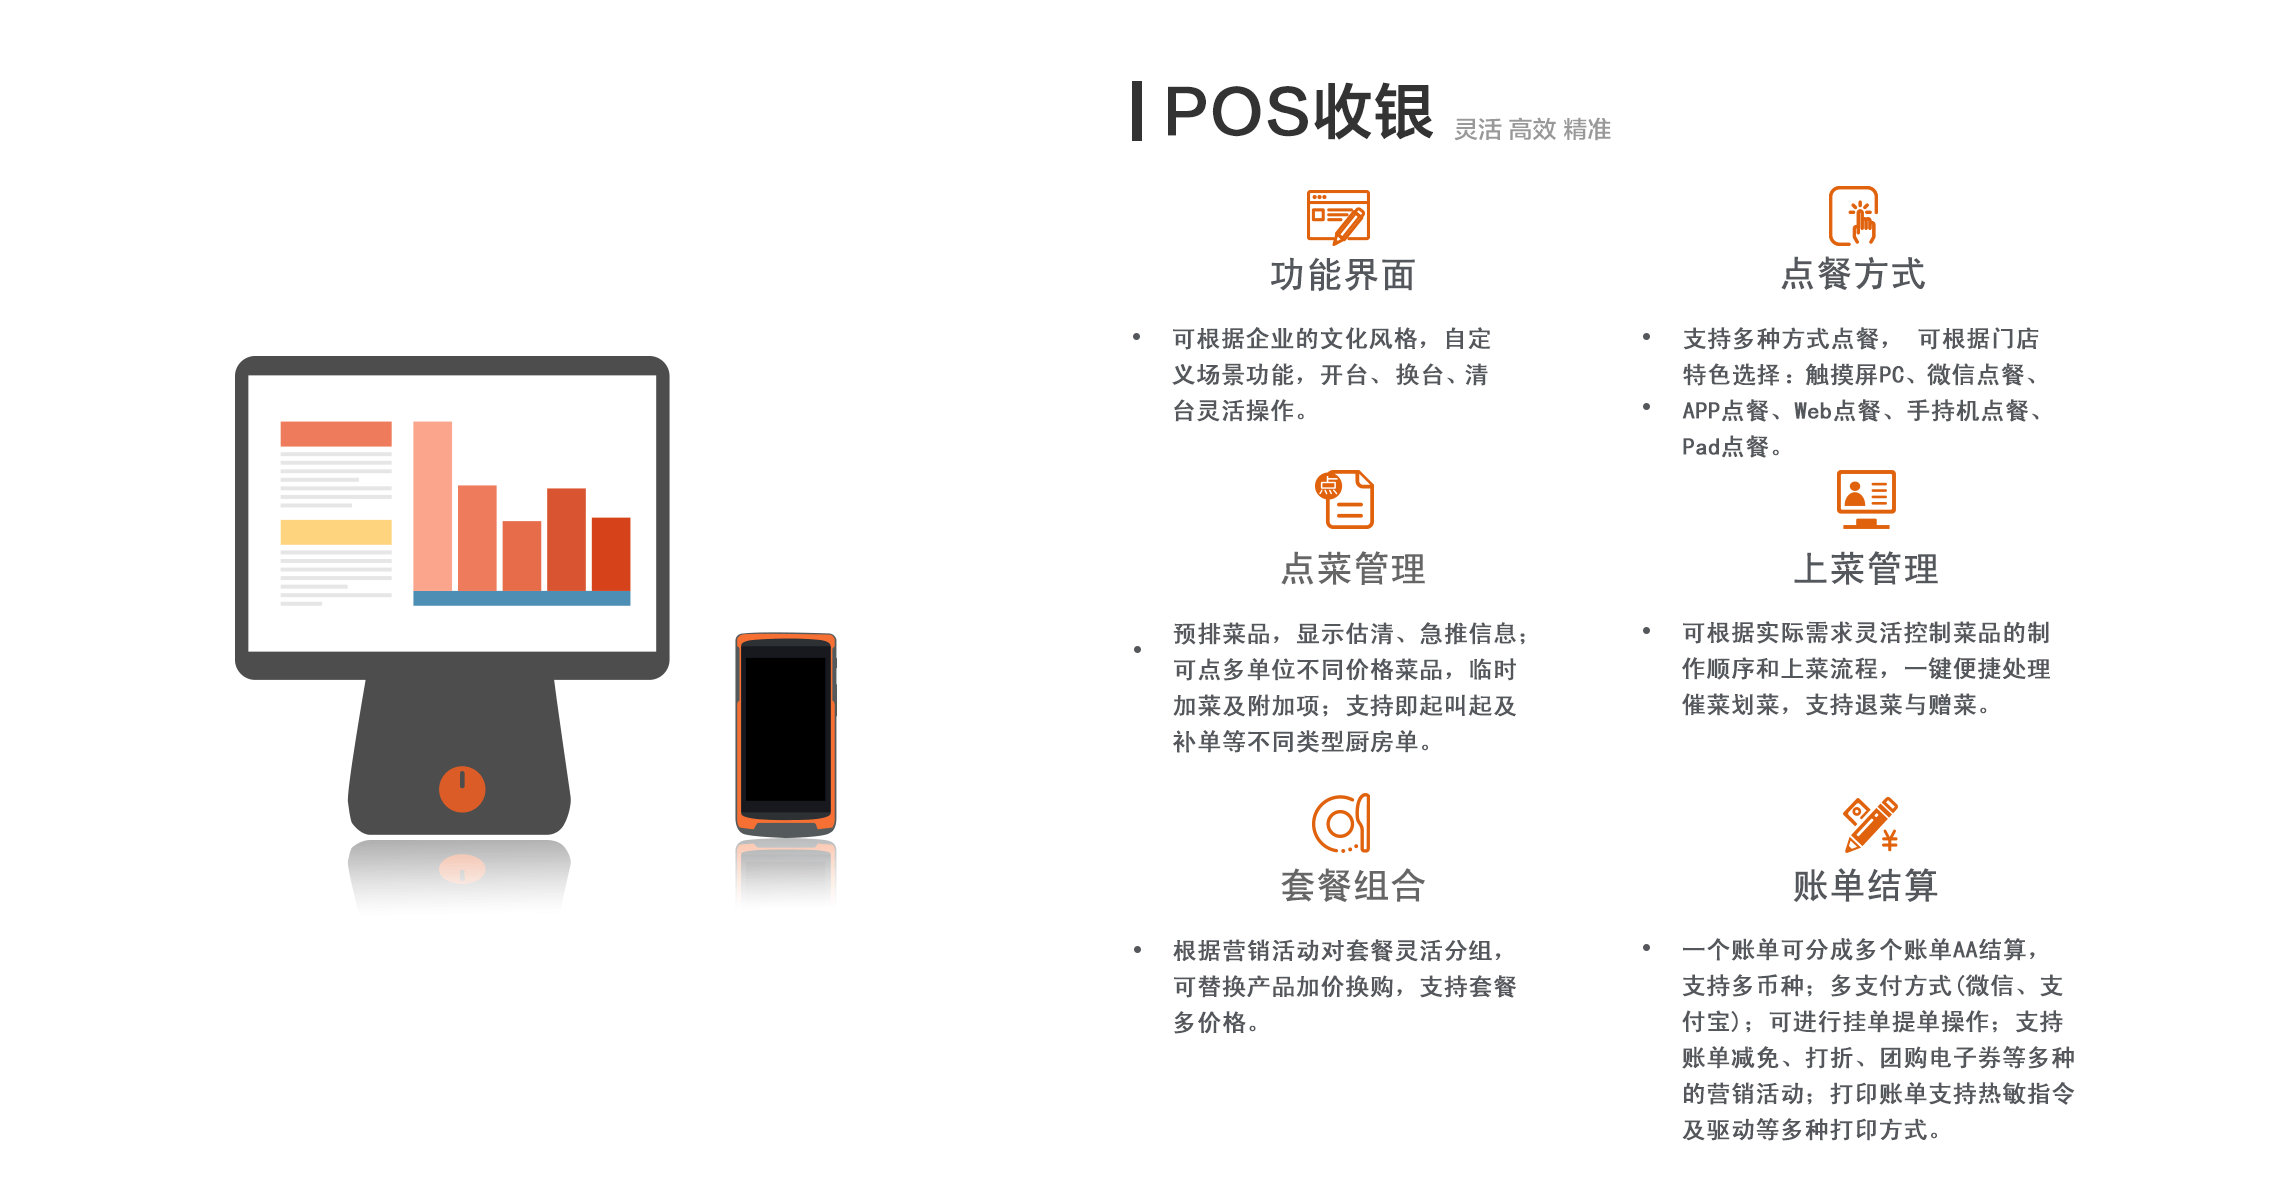 POS收银 灵活 高效 精准
功能界面
• 可根据企业的文化风格，自定
义场景功能，开台、换台、清
台灵活操作。
点餐方式
• 支持多种方式点餐， 可根据门店
特色选择：触摸屏PC、微信点餐、
• APP点餐、Web点餐、手持机点餐、
Pad点餐。
点
点菜管理
• 预排菜品，显示估清、急推信息；
可点多单位不同价格菜品，临时
加菜及附加项；支持即起叫起及
补单等不同类型厨房单。
上菜管理
• 可根据实际需求灵活控制菜品的制
作顺序和上菜流程，一键便捷处理
催菜划菜，支持退菜与赠菜。
套餐组合
• 根据营销活动对套餐灵活分组，
可替换产品加价换购，支持套餐
多价格。
¥
账单结算
• 一个账单可分成多个账单AA结算，
支持多币种；多支付方式(微信、支
付宝)；可进行挂单提单操作；支持
账单减免、打折、团购电子券等多种
的营销活动；打印账单支持热敏指令
及驱动等多种打印方式。